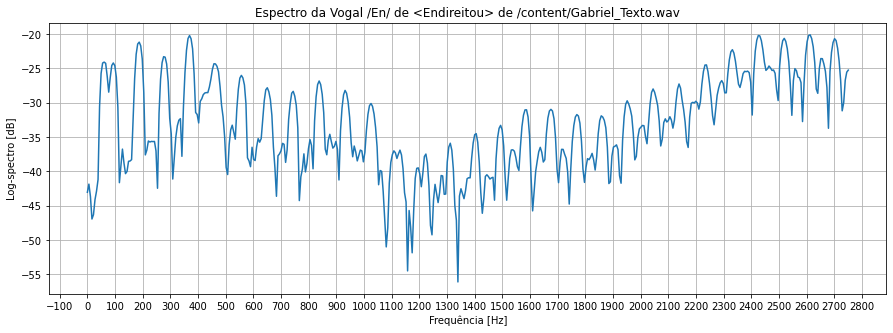 Espectro da Vogal /En/ de <Endireitou> de /content/Gabriel_Texto.wav
Log-spectro [dB]
−20
−25
−30
−35
−40
−45
−50
−55
−100 0 100 200 300 400 500 600 700 800 900 1000 1100 1200 1300 1400 1500 1600 1700 1800 1900 2000 2100 2200 2300 2400 2500 2600 2700 2800
Frequência [Hz]